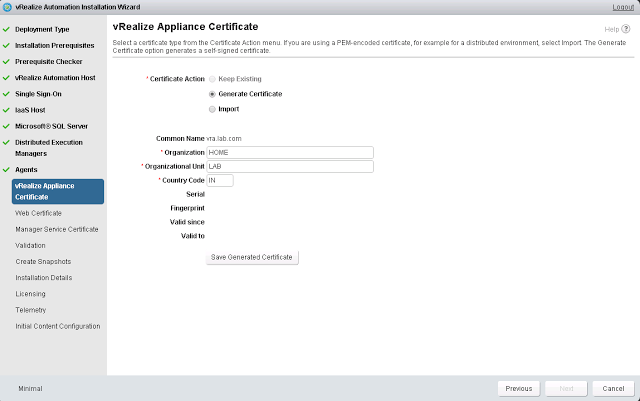 vRealize Automation Installation Wizard
Logout
Deployment Type
Installation Prerequisites
Prerequisite Checker
vRealize Automation Host
Single Sign-On
IaaS Host
Microsoft® SQL Server
Distributed Execution
Managers
Agents
vRealize Appliance
Certificate
Web Certificate
Manager Service Certificate
Validation
Create Snapshots
Installation Details
Licensing
Telemetry
Initial Content Configuration
vRealize Appliance Certificate
Help ?
Select a certificate type from the Certificate Action menu. If you are using a PEM-encoded certificate, for example for a distributed environment, select Import. The Generate
Certificate option generates a self-signed certificate.
* Certificate Action
Keep Existing
Generate Certificate
Import
Common Name vra.lab.com
* Organization HOME
* Organizational Unit LAB
* Country Code IN
Serial
Fingerprint
Valid since
Valid to
Save Generated Certificate
Minimal
Previous
Next
Cancel